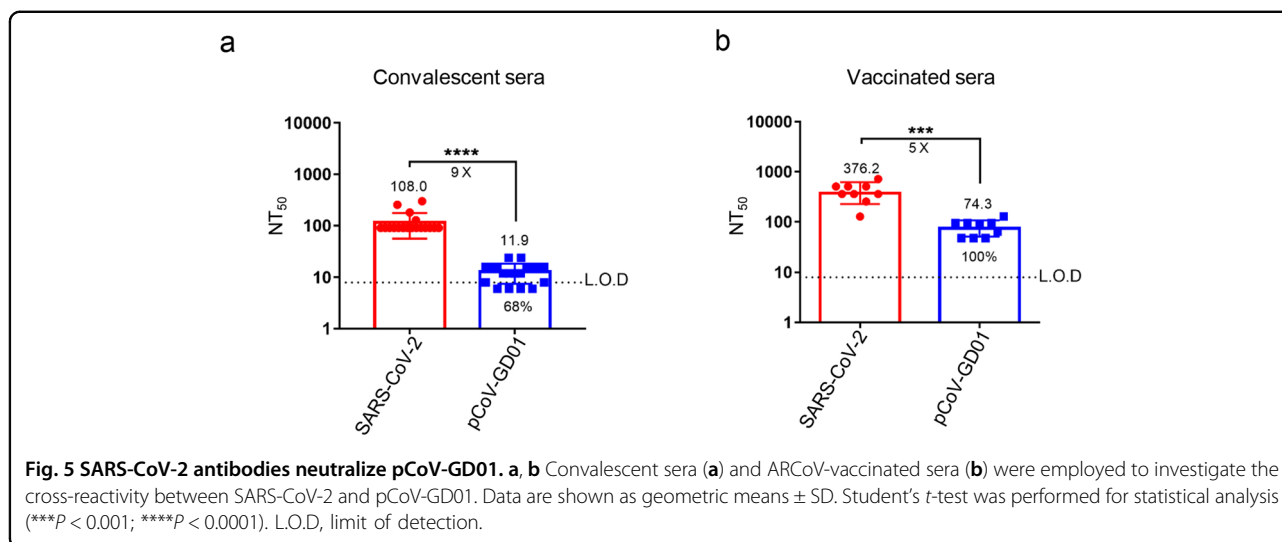 a
Convalescent sera
NT50
10000
1000
100
10
1
****
9 X
108.0
11.9
68%
L.O.D
SARS-CoV-2
pCoV-GD01
b
Vaccinated sera
NT50
10000
1000
100
10
1
***
5 X
376.2
74.3
100%
L.O.D
SARS-CoV-2
pCoV-GD01
Fig. 5 SARS-CoV-2 antibodies neutralize pCoV-GD01. a, b Convalescent sera (a) and ARCoV-vaccinated sera (b) were employed to investigate the
cross-reactivity between SARS-CoV-2 and pCoV-GD01. Data are shown as geometric means ± SD. Student's t-test was performed for statistical analysis
(***P < 0.001; ****P < 0.0001). L.O.D, limit of detection.